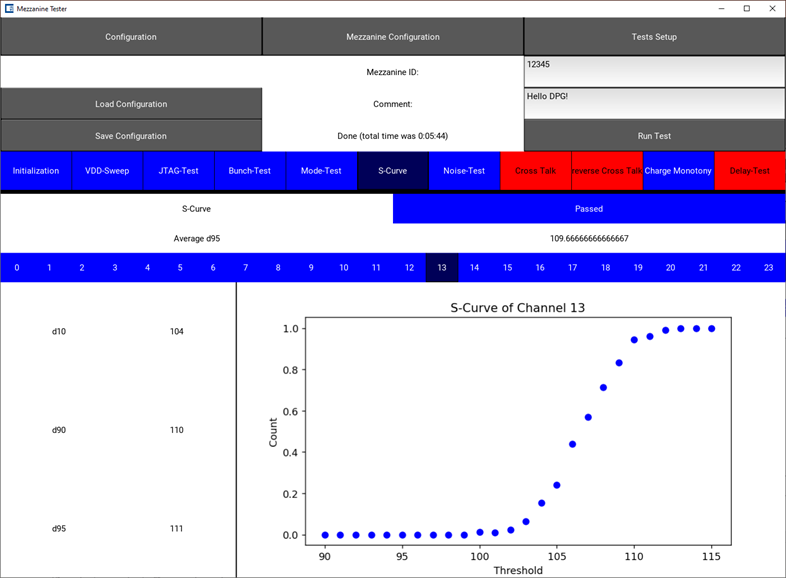 Mezzanine Tester
Configuration Mezzanine Configuration Tests Setup
Mezzanine ID: 12345
Load Configuration Comment: Hello DPG!
Save Configuration Done (total time was 0:05:44) Run Test
Initialization VDD-Sweep JTAG-Test Bunch-Test Mode-Test S-Curve Noise-Test Cross Talk reverse Cross Talk Charge Monotony Delay-Test
S-Curve Passed
Average d95 109.66666666666667
0 1 2 3 4 5 6 7 8 9 10 11 12 13 14 15 16 17 18 19 20 21 22 23
S-Curve of Channel 13
d10 104
d90 110
d95 111
Count
1.0
0.8
0.6
0.4
0.2
0.0
90 95 100 105 110 115
Threshold